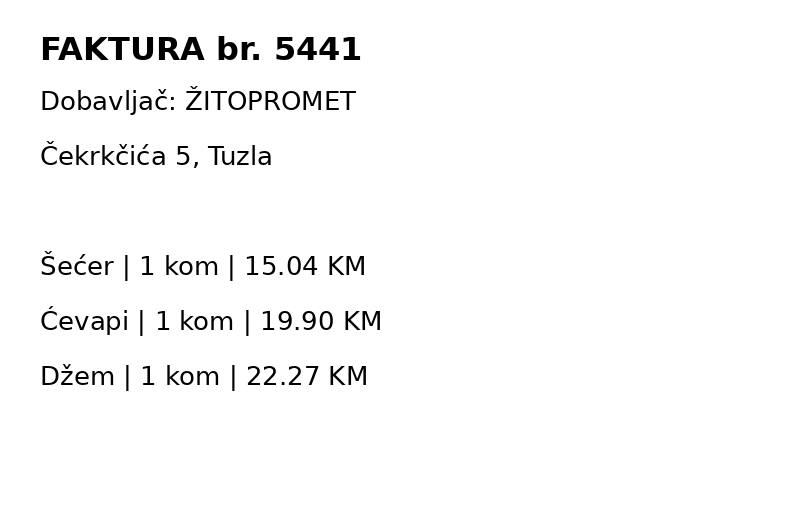 FAKTURA br. 5441
Dobavljač: ŽITOPROMET
Čekrkčića 5, Tuzla
Šećer | 1 kom | 15.04 KM
Ćevapi | 1 kom | 19.90 KM
Džem | 1 kom | 22.27 KM